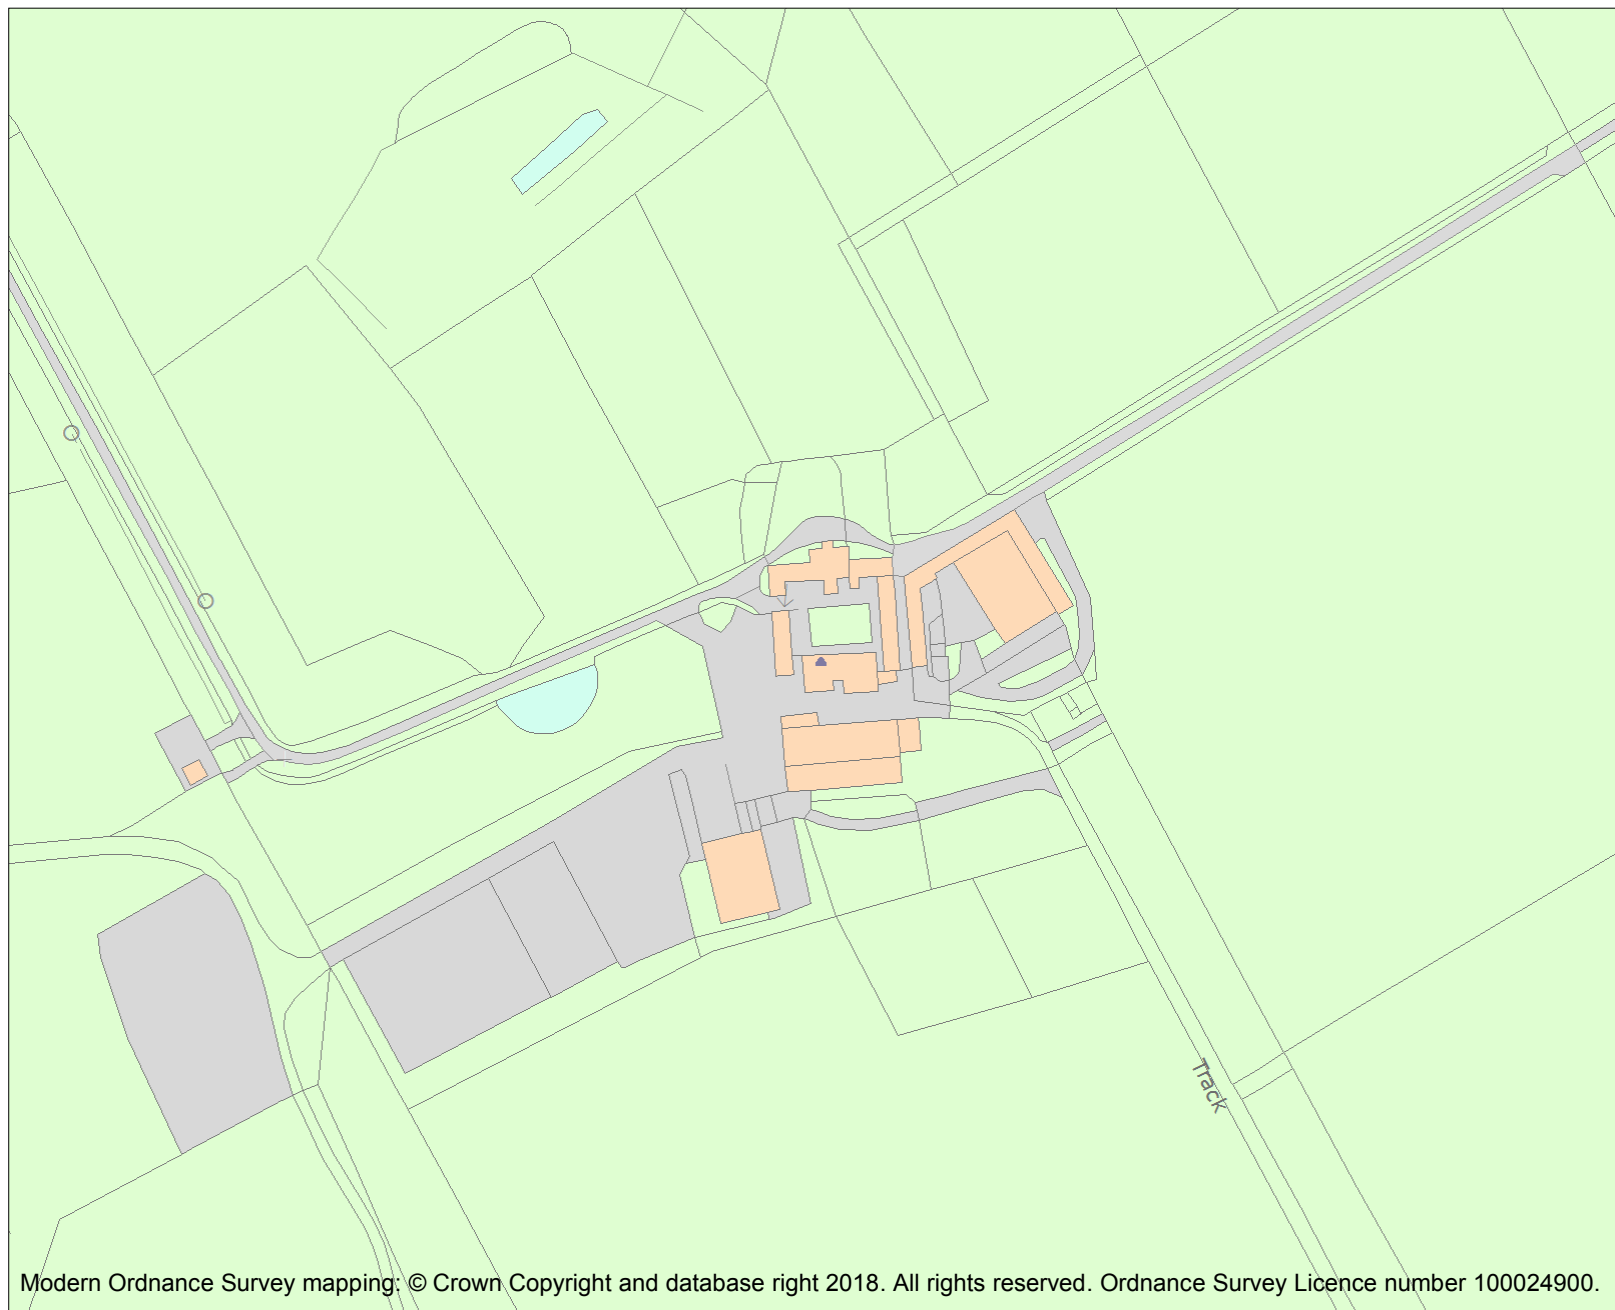 Track
Modern Ordnance Survey mapping: © Crown Copyright and database right 2018. All rights reserved. Ordnance Survey Licence number 100024900.